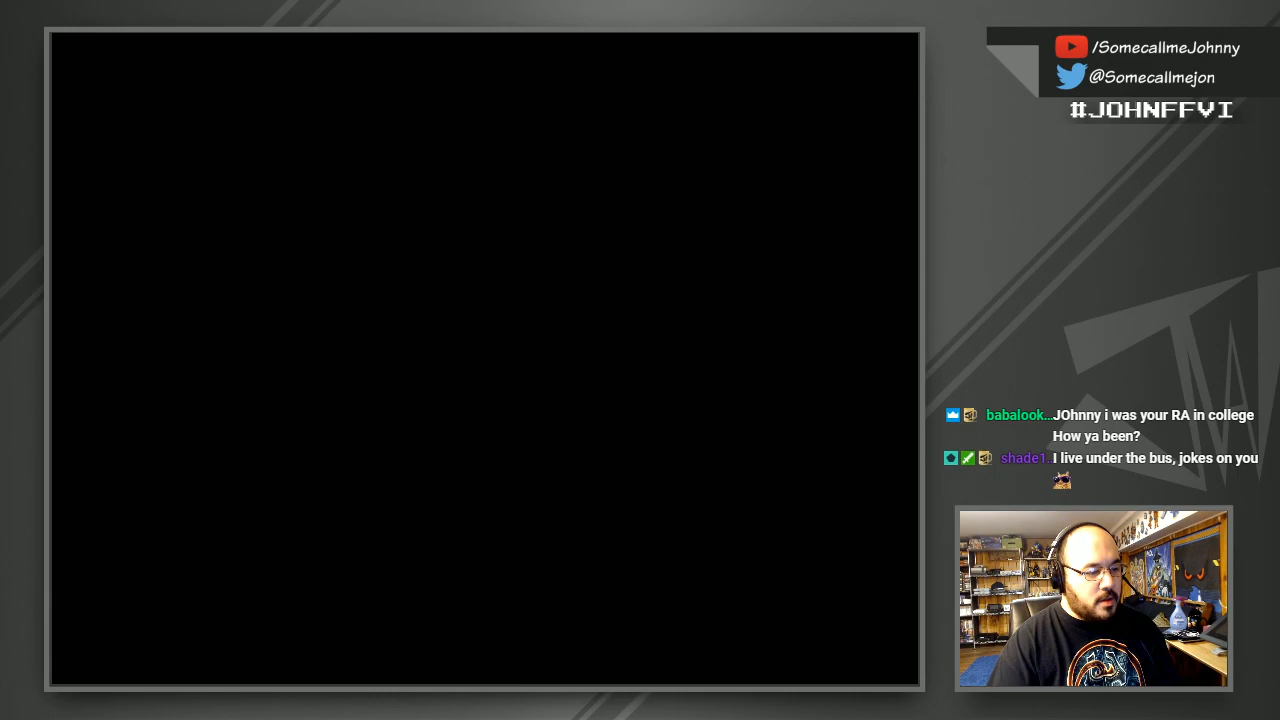 /SomecallmeJohnny
@Somecallmejon
#JOHNFFVI
babalook... JOhnny i was your RA in college
How ya been?
shade1... I live under the bus, jokes on you